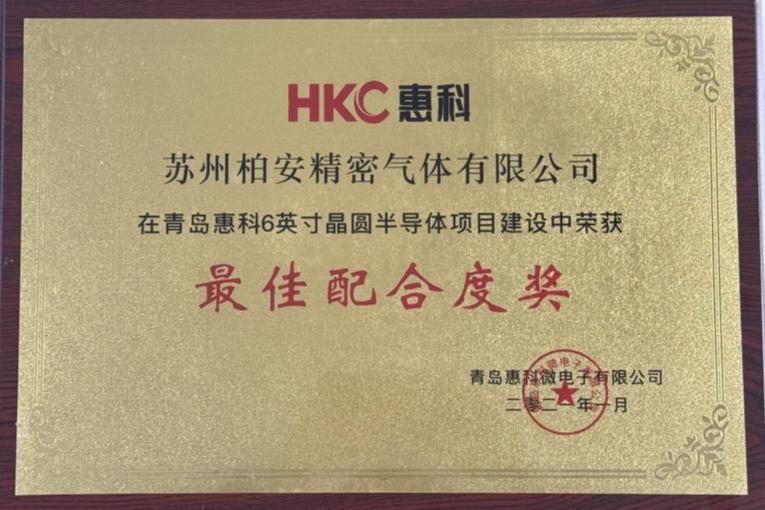 HKC 惠科
苏州柏安精密气体有限公司
在青岛惠科6英寸晶圆半导体项目建设中荣获
最佳配合度奖
青岛惠科微电子有限公司
二零二一年一月